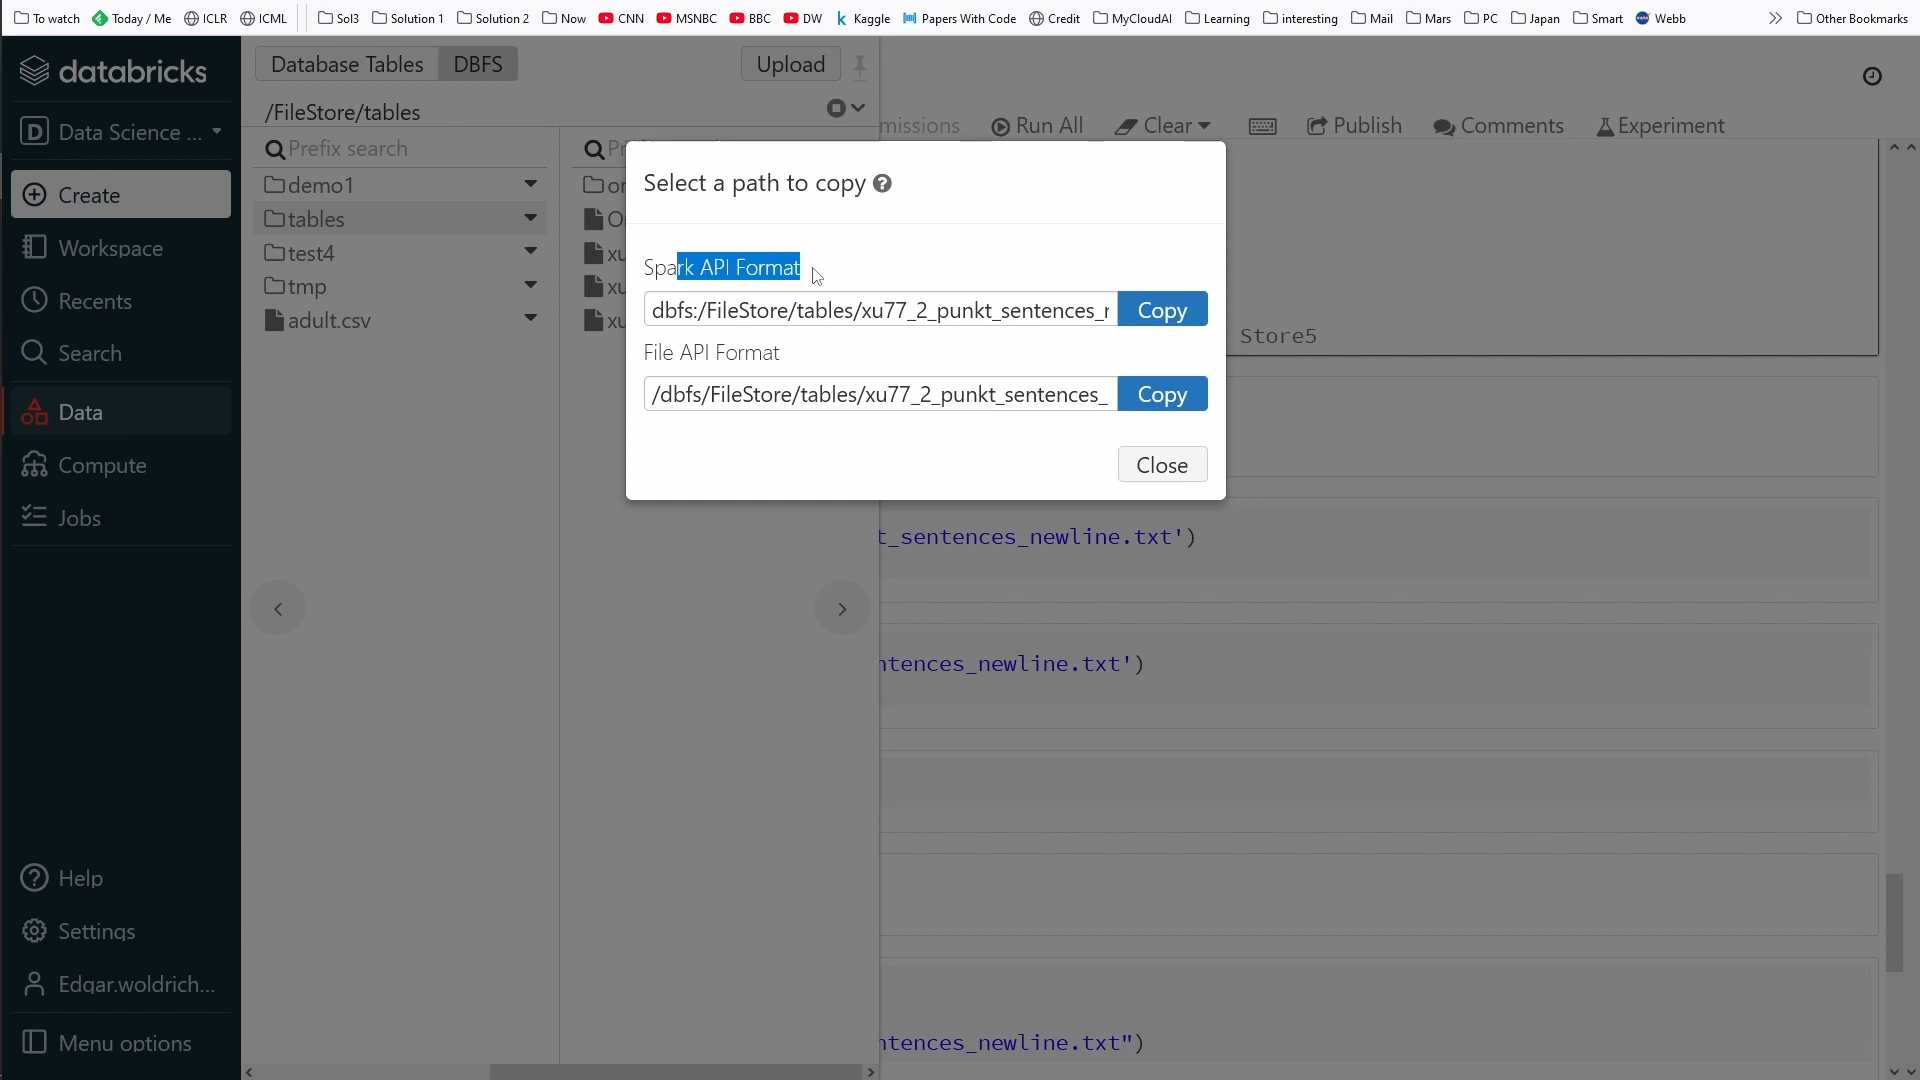 To watch Today / Me ICLR ICML Sol3 Solution 1 Solution 2 Now CNN MSNBC BBC DW Kaggle Papers With Code Credit MyCloudAI Learning interesting Mail Mars PC Japan Smart Webb Other Bookmarks
databricks
Database Tables DBFS Upload
/FileStore/tables
missions Run All Clear Publish Comments Experiment
Data Science ...
Prefix search
Create
Workspace
Recents
Search
Data
Compute
Jobs
Help
Settings
Edgar.woldrich...
Menu options
demo1
tables
test4
tmp
adult.csv
Select a path to copy
Spark API Format
dbfs:/FileStore/tables/xu77_2_punkt_sentences_r Copy
File API Format
/dbfs/FileStore/tables/xu77_2_punkt_sentences_ Copy
Close
xu
xu
xu
Store5
t_sentences_newline.txt')
ntences_newline.txt')
ntences_newline.txt")